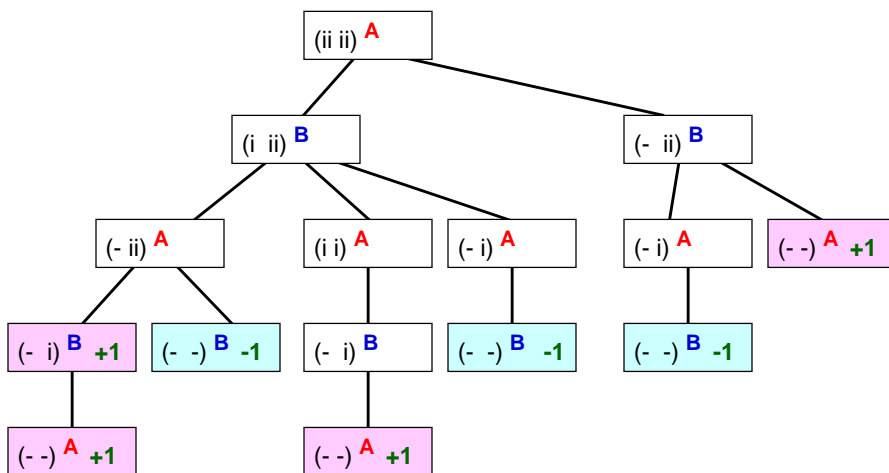 (ii ii) A
(i ii) B
(- ii) B
(- ii) A
(i i) A
(- i) A
(- i) A
(- -) A +1
(- i) B +1
(- -) B -1
(- i) B
(- -) B -1
(- -) B -1
(- -) A +1
(- -) A +1